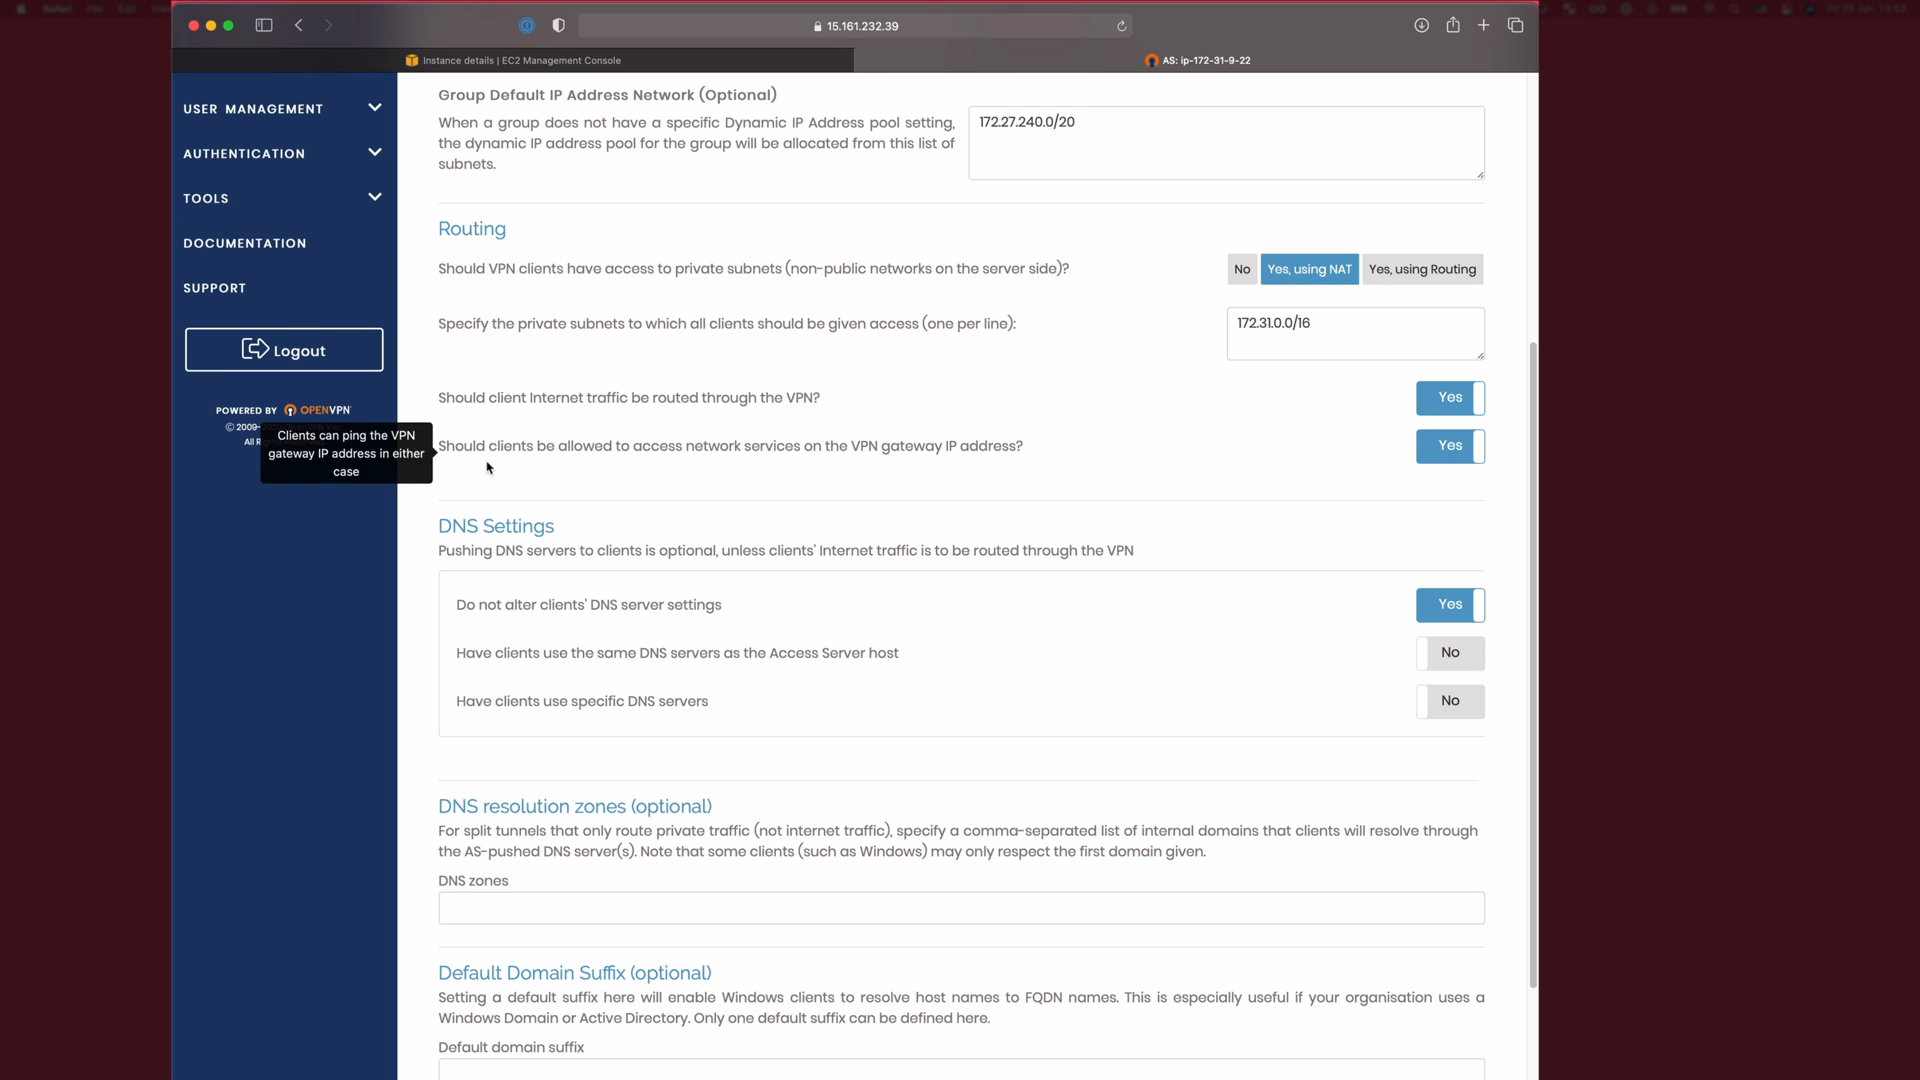 15.161.232.39
Instance details | EC2 Management Console
AS: ip-172-31-9-22
USER MANAGEMENT
AUTHENTICATION
TOOLS
DOCUMENTATION
SUPPORT
Logout
POWERED BY OPENVPN
© 2009-
All R
Clients can ping the VPN
gateway IP address in either
case
Group Default IP Address Network (Optional)
When a group does not have a specific Dynamic IP Address pool setting,
the dynamic IP address pool for the group will be allocated from this list of
subnets.
172.27.240.0/20
Routing
Should VPN clients have access to private subnets (non-public networks on the server side)?
No
Yes, using NAT
Yes, using Routing
Specify the private subnets to which all clients should be given access (one per line):
172.31.0.0/16
Should client Internet traffic be routed through the VPN?
Yes
Should clients be allowed to access network services on the VPN gateway IP address?
Yes
DNS Settings
Pushing DNS servers to clients is optional, unless clients' Internet traffic is to be routed through the VPN
Do not alter clients' DNS server settings
Yes
Have clients use the same DNS servers as the Access Server host
No
Have clients use specific DNS servers
No
DNS resolution zones (optional)
For split tunnels that only route private traffic (not internet traffic), specify a comma-separated list of internal domains that clients will resolve through
the AS-pushed DNS server(s). Note that some clients (such as Windows) may only respect the first domain given.
DNS zones
Default Domain Suffix (optional)
Setting a default suffix here will enable Windows clients to resolve host names to FQDN names. This is especially useful if your organisation uses a
Windows Domain or Active Directory. Only one default suffix can be defined here.
Default domain suffix